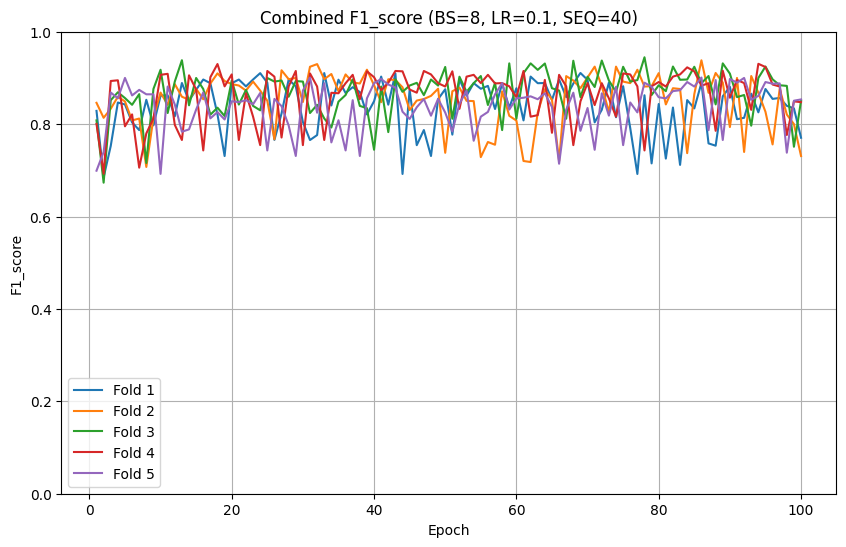 Combined F1_score (BS=8, LR=0.1, SEQ=40)
F1_score
1.0
0.8
0.6
0.4
0.2
0.0
Fold 1
Fold 2
Fold 3
Fold 4
Fold 5
0 20 40 60 80 100
Epoch